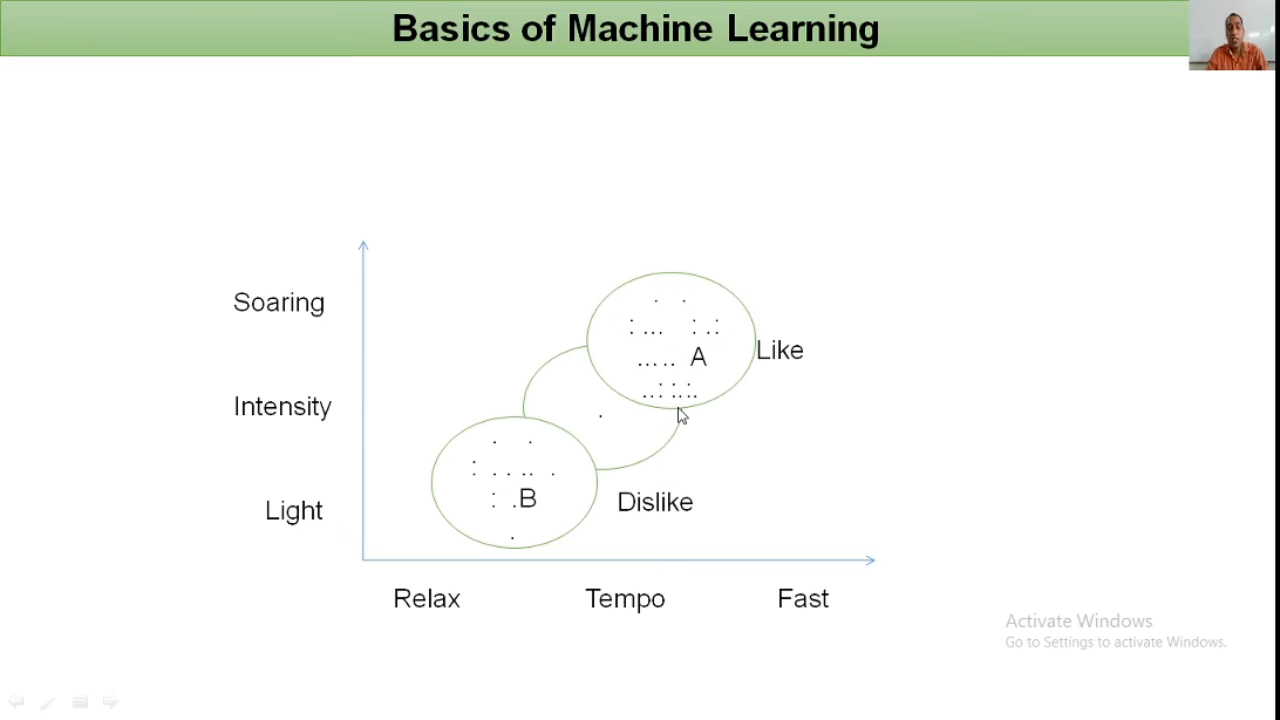 Basics of Machine Learning
Soaring
A
Like
Intensity
B
Dislike
Light
Relax
Tempo
Fast
Activate Windows
Go to Settings to activate Windows.